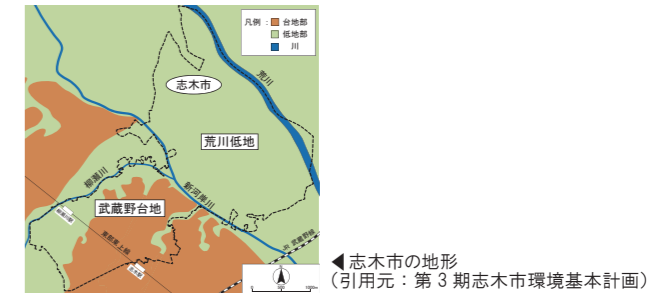 凡例：台地部
低地部
川
荒川
志木市
荒川低地
柳瀬川
新河岸川
武蔵野台地
東武東上線
JR 武蔵野線
◀志木市の地形
（引用元：第３期志木市環境基本計画）